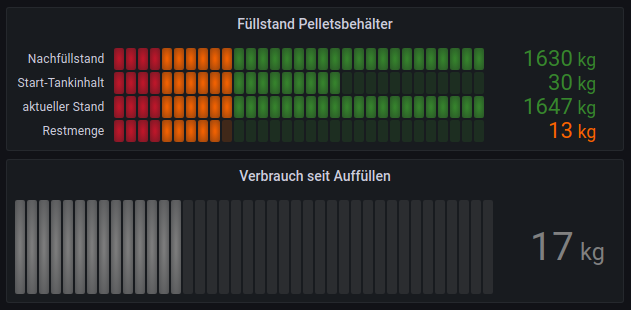 Füllstand Pelletsbehälter
Nachfüllstand 1630 kg
Start-Tankinhalt 30 kg
aktueller Stand 1647 kg
Restmenge 13 kg
Verbrauch seit Auffüllen
17 kg